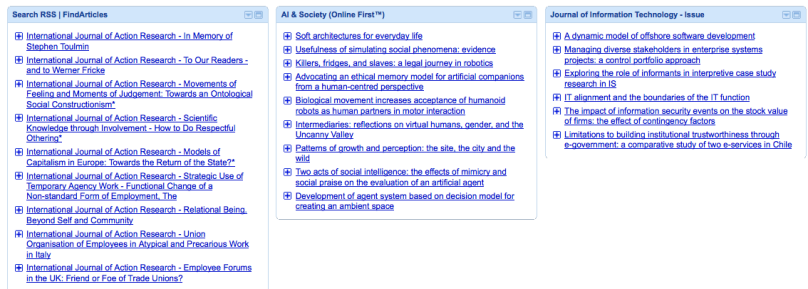 Search RSS | FindArticles
International Journal of Action Research - In Memory of
Stephen Toulmin
International Journal of Action Research - To Our Readers -
and to Werner Fricke
International Journal of Action Research - Movements of
Feeling and Moments of Judgement: Towards an Ontological
Social Constructionism*
International Journal of Action Research - Scientific
Knowledge through Involvement - How to Do Respectful
Othering*
International Journal of Action Research - Models of
Capitalism in Europe: Towards the Return of the State?*
International Journal of Action Research - Strategic Use of
Temporary Agency Work - Functional Change of a
Non-standard Form of Employment, The
International Journal of Action Research - Relational Being.
Beyond Self and Community
International Journal of Action Research - Union
Organisation of Employees in Atypical and Precarious Work
in Italy
International Journal of Action Research - Employee Forums
in the UK: Friend or Foe of Trade Unions?
AI & Society (Online First™)
Soft architectures for everyday life
Usefulness of simulating social phenomena: evidence
Killers, fridges, and slaves: a legal journey in robotics
Advocating an ethical memory model for artificial companions
from a human-centred perspective
Biological movement increases acceptance of humanoid
robots as human partners in motor interaction
Intermediaries: reflections on virtual humans, gender, and the
Uncanny Valley
Patterns of growth and perception: the site, the city and the
wild
Two acts of social intelligence: the effects of mimicry and
social praise on the evaluation of an artificial agent
Development of agent system based on decision model for
creating an ambient space
Journal of Information Technology - Issue
A dynamic model of offshore software development
Managing diverse stakeholders in enterprise systems
projects: a control portfolio approach
Exploring the role of informants in interpretive case study
research in IS
IT alignment and the boundaries of the IT function
The impact of information security events on the stock value
of firms: the effect of contingency factors
Limitations to building institutional trustworthiness through
e-government: a comparative study of two e-services in Chile